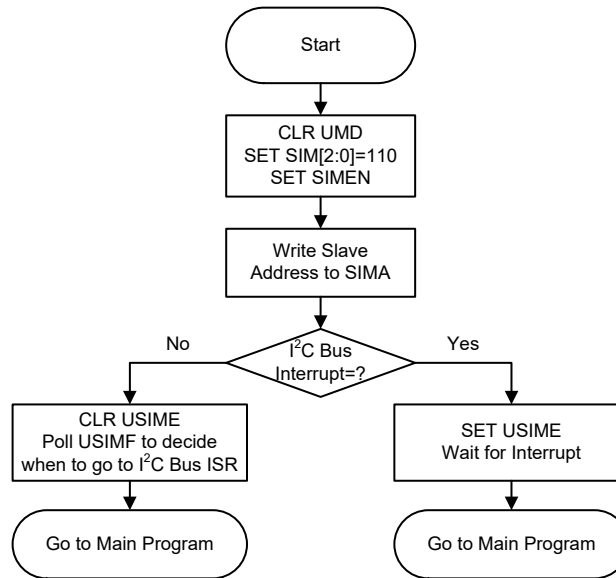 Start
CLR UMD
SET SIM[2:0]=110
SET SIMEN
Write Slave
Address to SIMA
No
I²C Bus
Interrupt=?
Yes
CLR USIME
Poll USIMF to decide
when to go to I²C Bus ISR
SET USIME
Wait for Interrupt
Go to Main Program
Go to Main Program